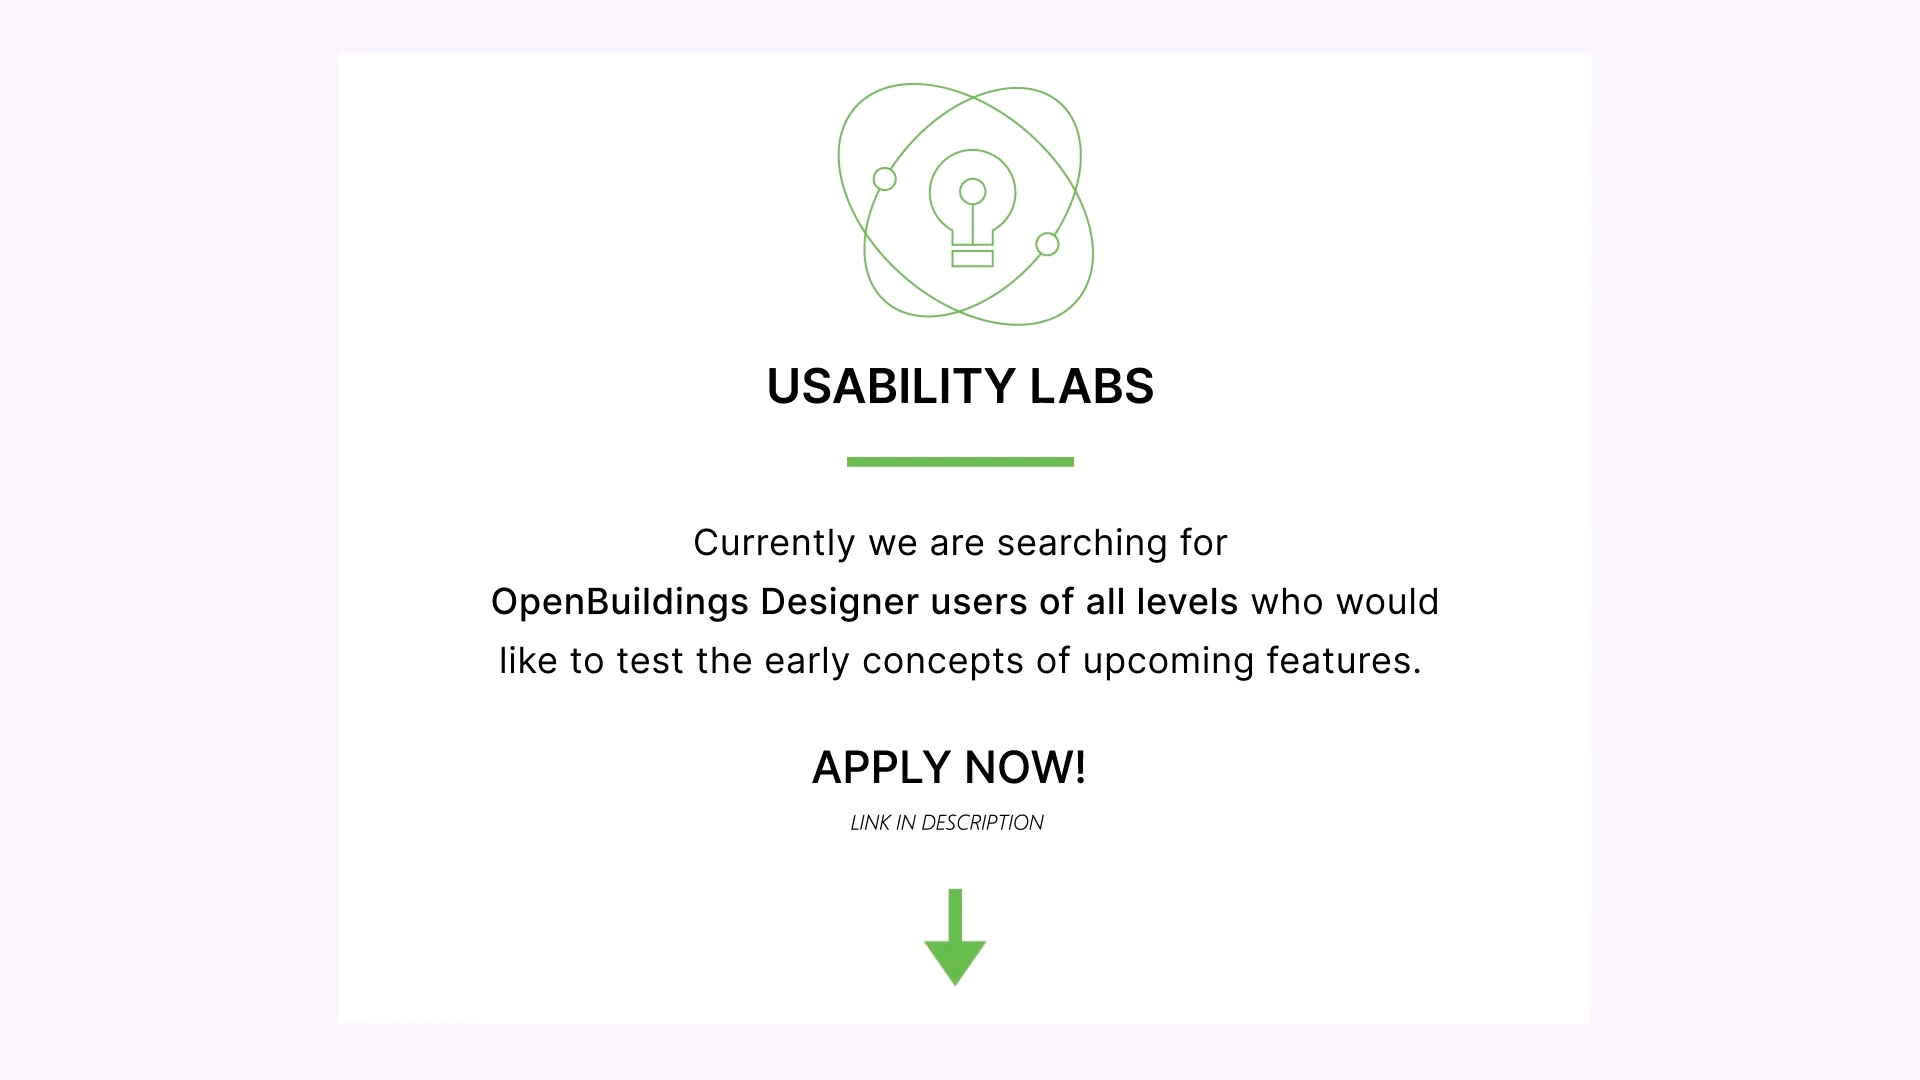 USABILITY LABS
Currently we are searching for
OpenBuildings Designer users of all levels who would
like to test the early concepts of upcoming features.
APPLY NOW!
LINK IN DESCRIPTION